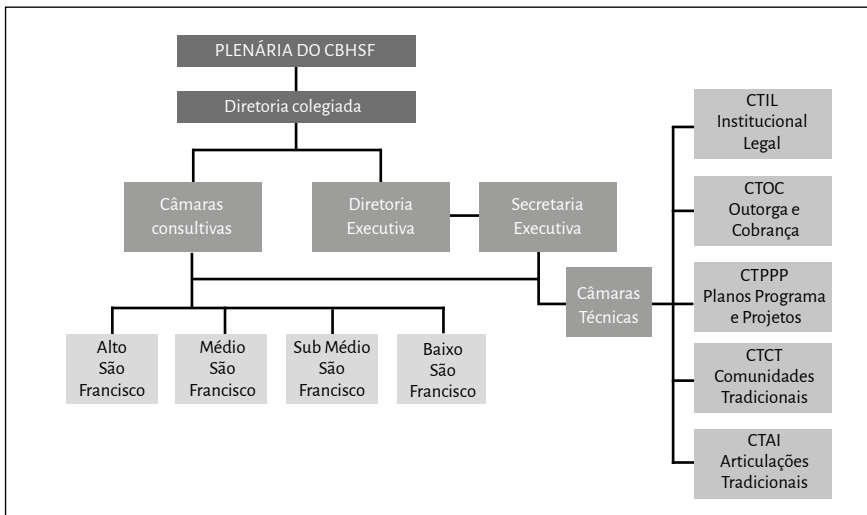 PLENÁRIA DO CBHSF
Diretoria colegiada
Câmaras
consultivas
Diretoria
Executiva
Secretaria
Executiva
Câmaras
Técnicas
Alto
São
Francisco
Médio
São
Francisco
Sub Médio
São
Francisco
Baixo
São
Francisco
CTIL
Institucional
Legal
CTOC
Outorga e
Cobrança
CTPPP
Planos Programa
e Projetos
CTCT
Comunidades
Tradicionais
CTAI
Articulações
Tradicionais